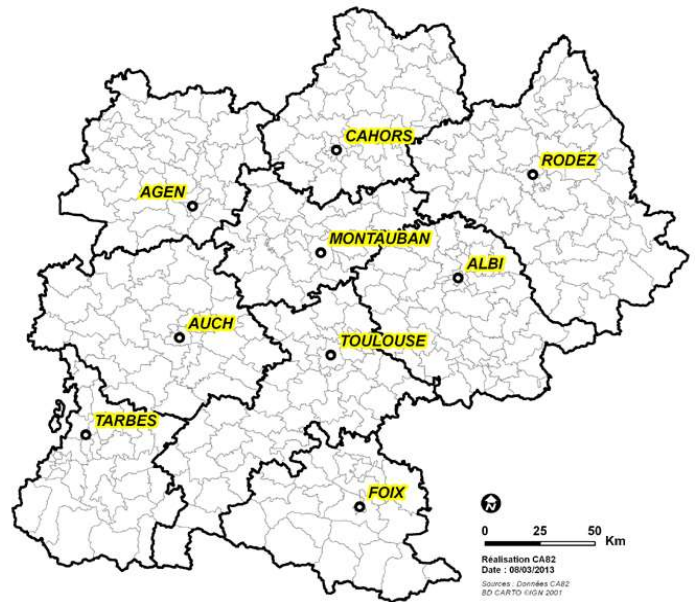 CAHORS
RODEZ
AGEN
MONTAUBAN
ALBI
AUCH
TOULOUSE
TARBES
FOIX
N
0 25 50 Km
Réalisation CA82
Date : 08/03/2013
Sources : Données CA82
BD CARTO ©IGN 2001